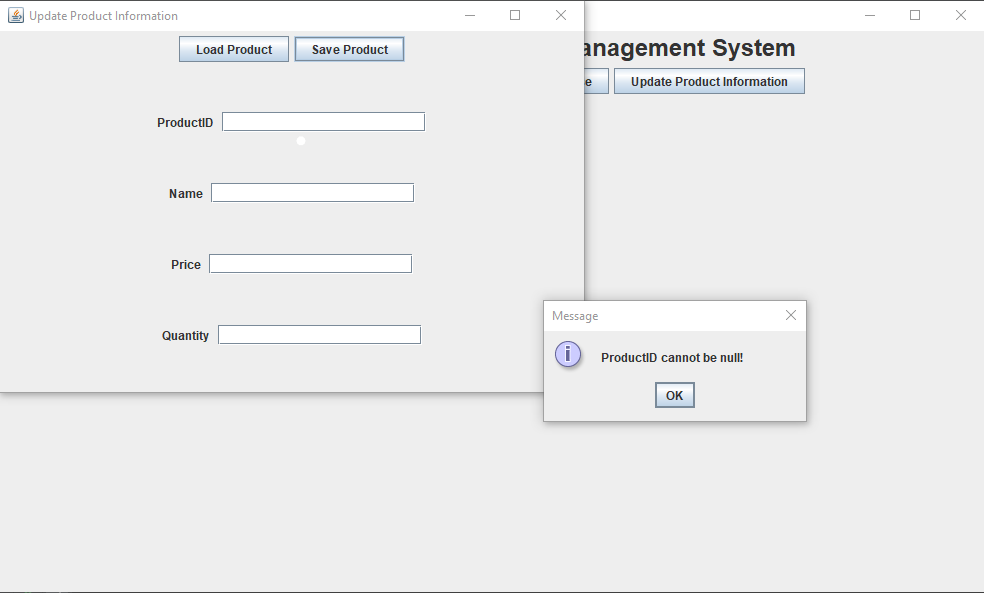 Update Product Information
Load Product Save Product
ProductID
Name
Price
Quantity
anagement System
e Update Product Information
Message
ProductID cannot be null!
OK